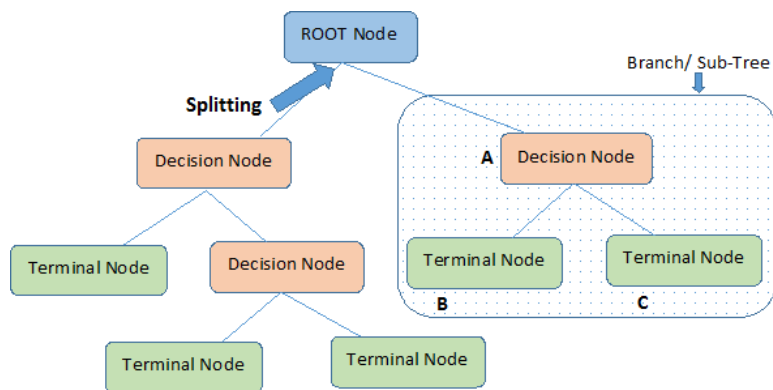 ROOT Node
Branch/ Sub-Tree
Splitting
Decision Node
A Decision Node
Terminal Node
Decision Node
Terminal Node
Terminal Node
B
C
Terminal Node
Terminal Node